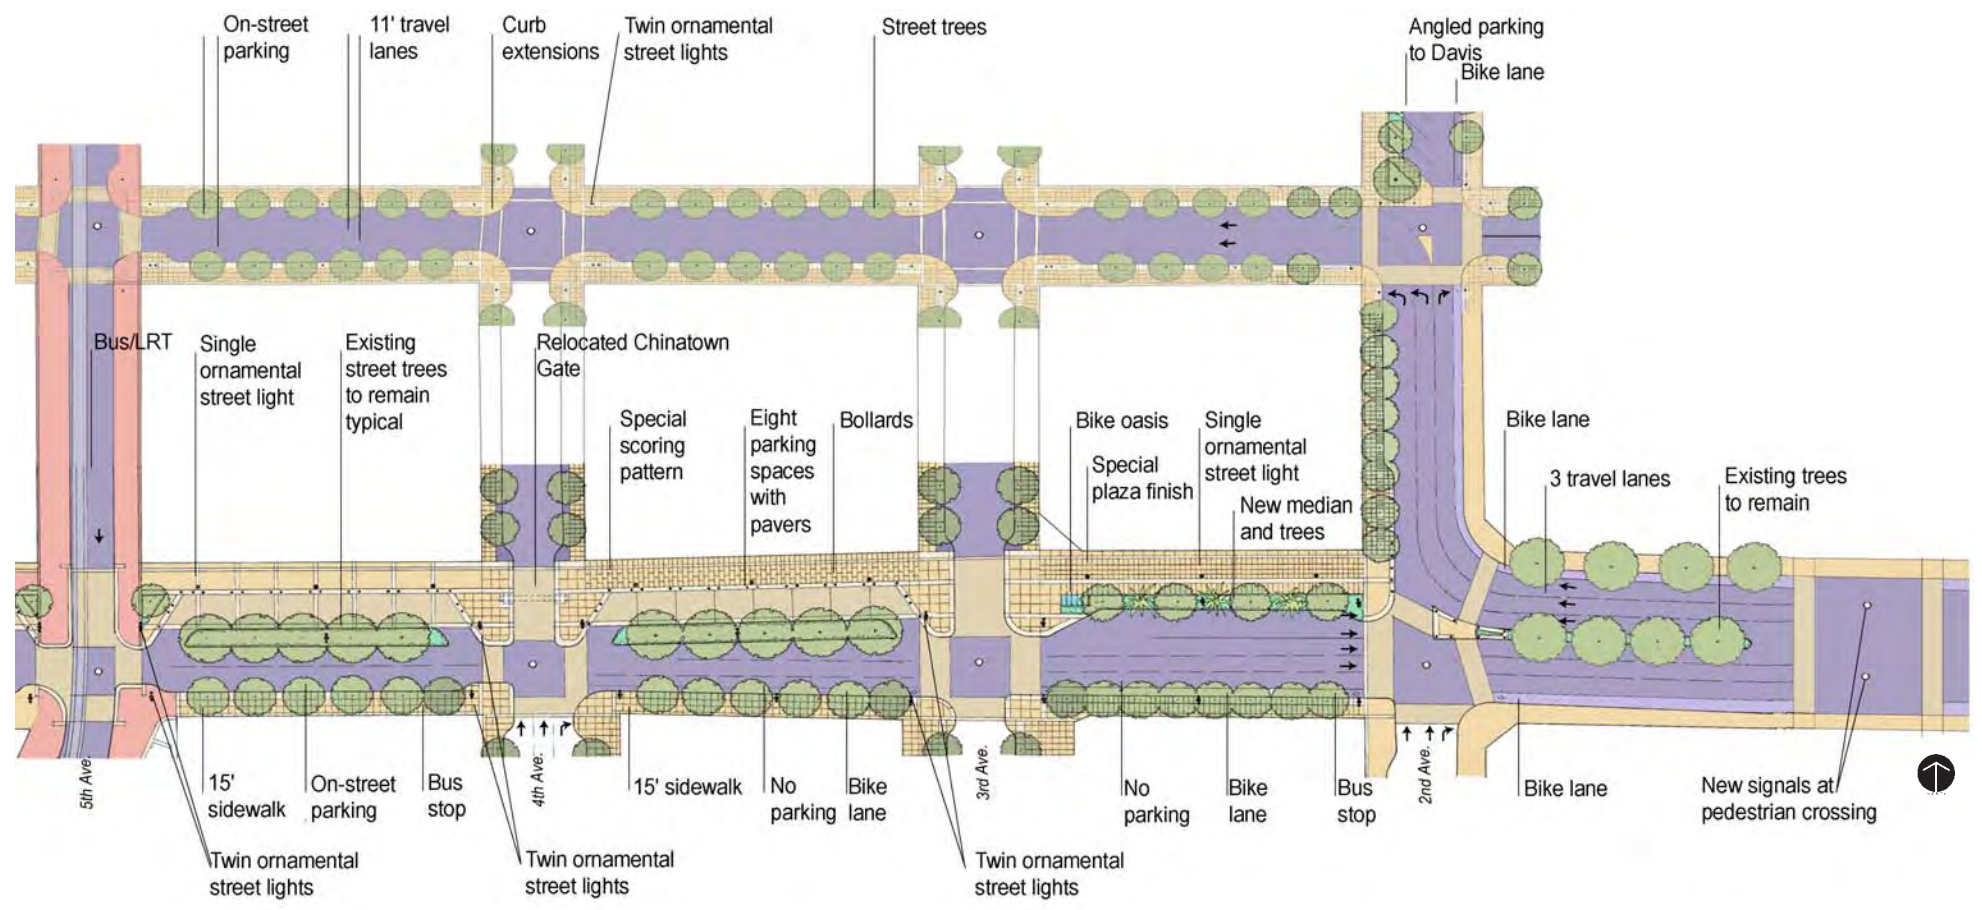 On-street
parking
11' travel
lanes
Curb
extensions
Twin ornamental
street lights
Street trees
Angled parking
to Davis
Bike lane
Bus/LRT
Single
ornamental
street light
Existing
street trees
to remain
typical
Relocated Chinatown
Gate
Special
scoring
pattern
Eight
parking
spaces
with
pavers
Bollards
Bike oasis
Special
plaza finish
Single
ornamental
street light
New median
and trees
Bike lane
3 travel lanes
Existing trees
to remain
5th Ave.
4th Ave.
3rd Ave.
2nd Ave.
15'
sidewalk
On-street
parking
Bus
stop
15' sidewalk
No
parking
Bike
lane
No
parking
Bike
lane
Bus
stop
Bike lane
New signals at
pedestrian crossing
Twin ornamental
street lights
Twin ornamental
street lights
Twin ornamental
street lights